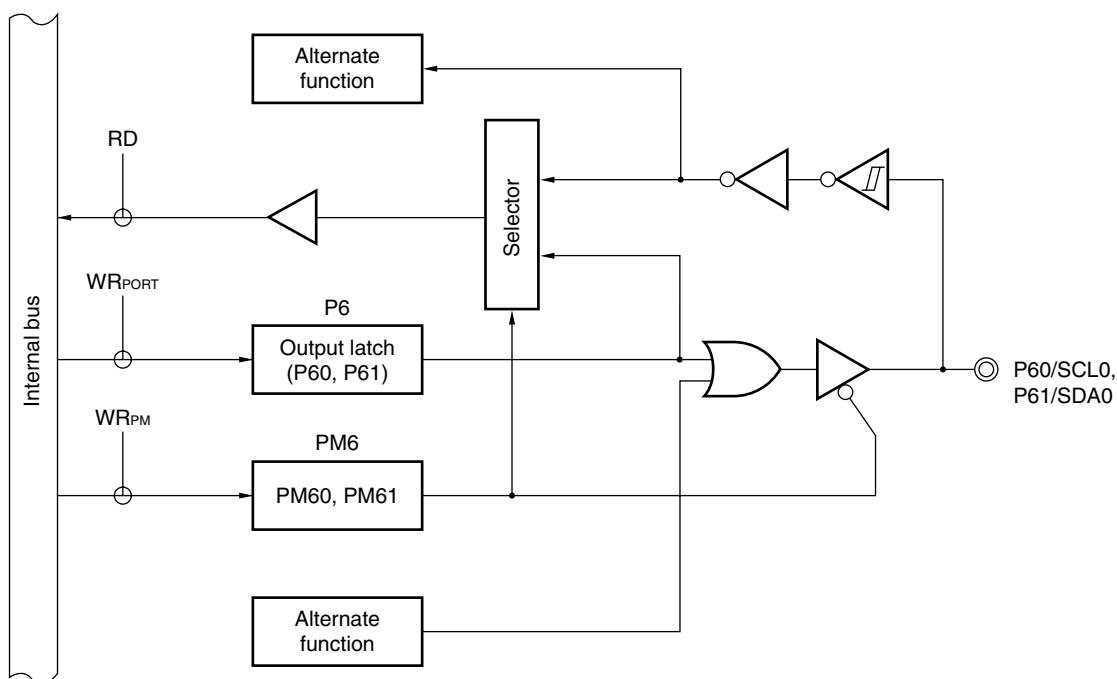 Alternate
function
RD
Selector
WRPORT
P6
Internal bus
Output latch
(P60, P61)
P60/SCL0,
P61/SDA0
WRPM
PM6
PM60, PM61
Alternate
function